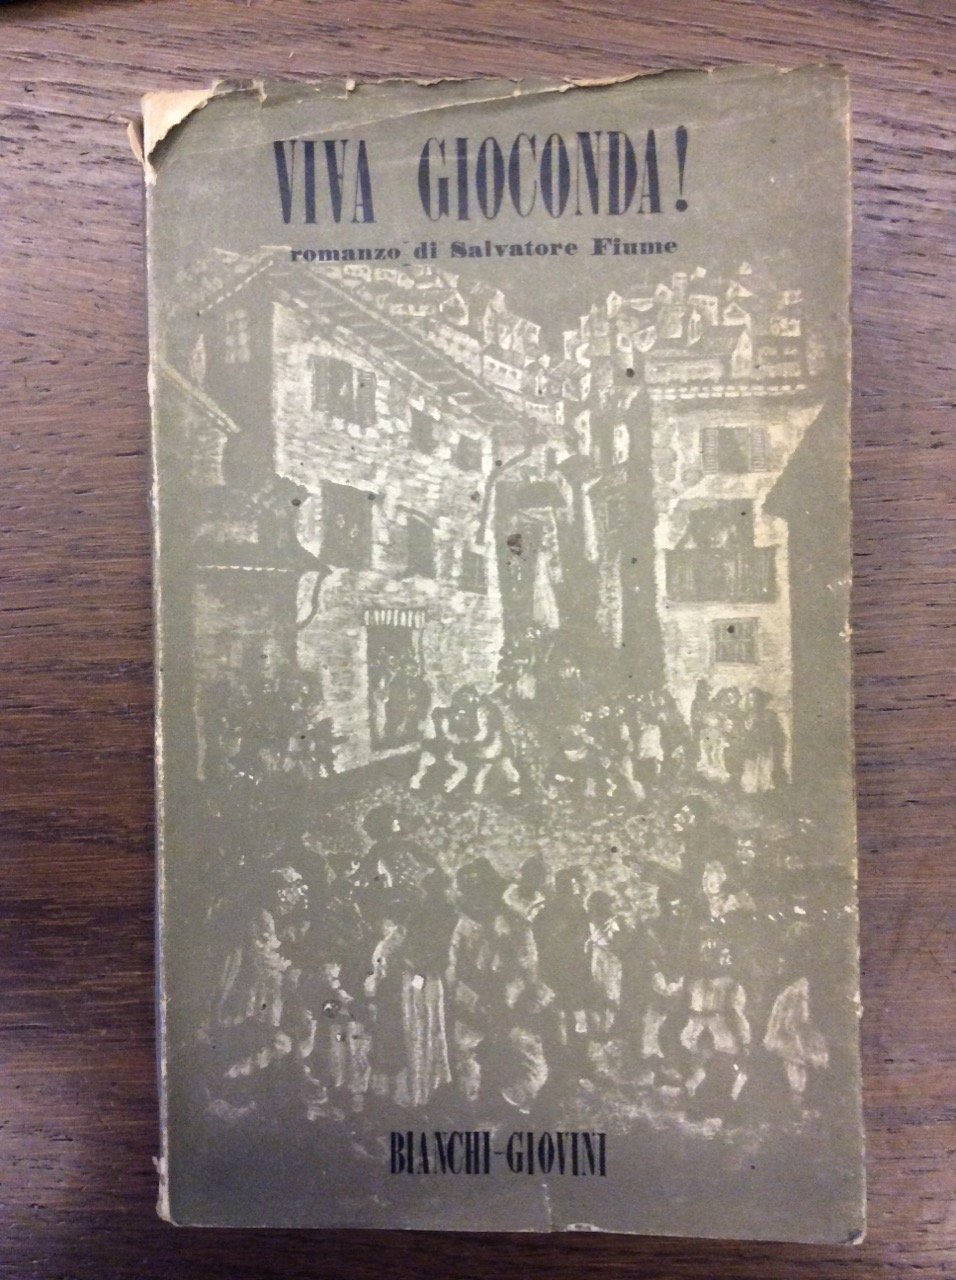 VIVA GIOCONDA!
romanzo di Salvatore Fiume
BIANCHI-GIOVINI